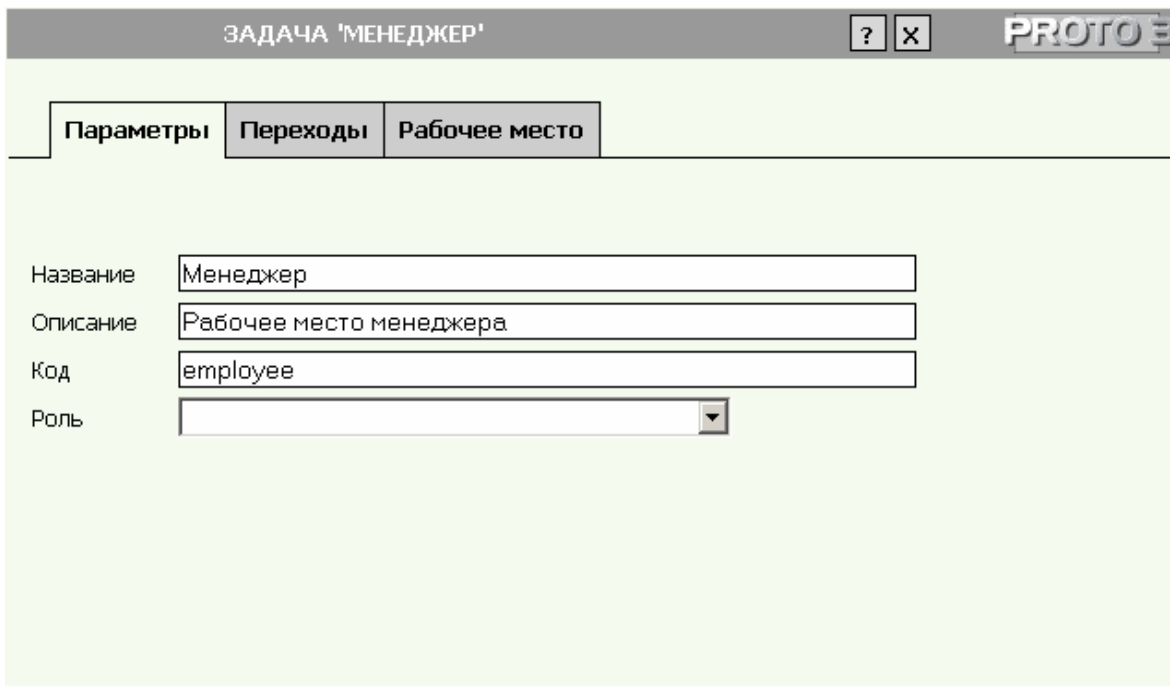 ЗАДАЧА 'МЕНЕДЖЕР' ? X PROTO
Параметры Переходы Рабочее место
Название Менеджер
Описание Рабочее место менеджера
Код employee
Роль